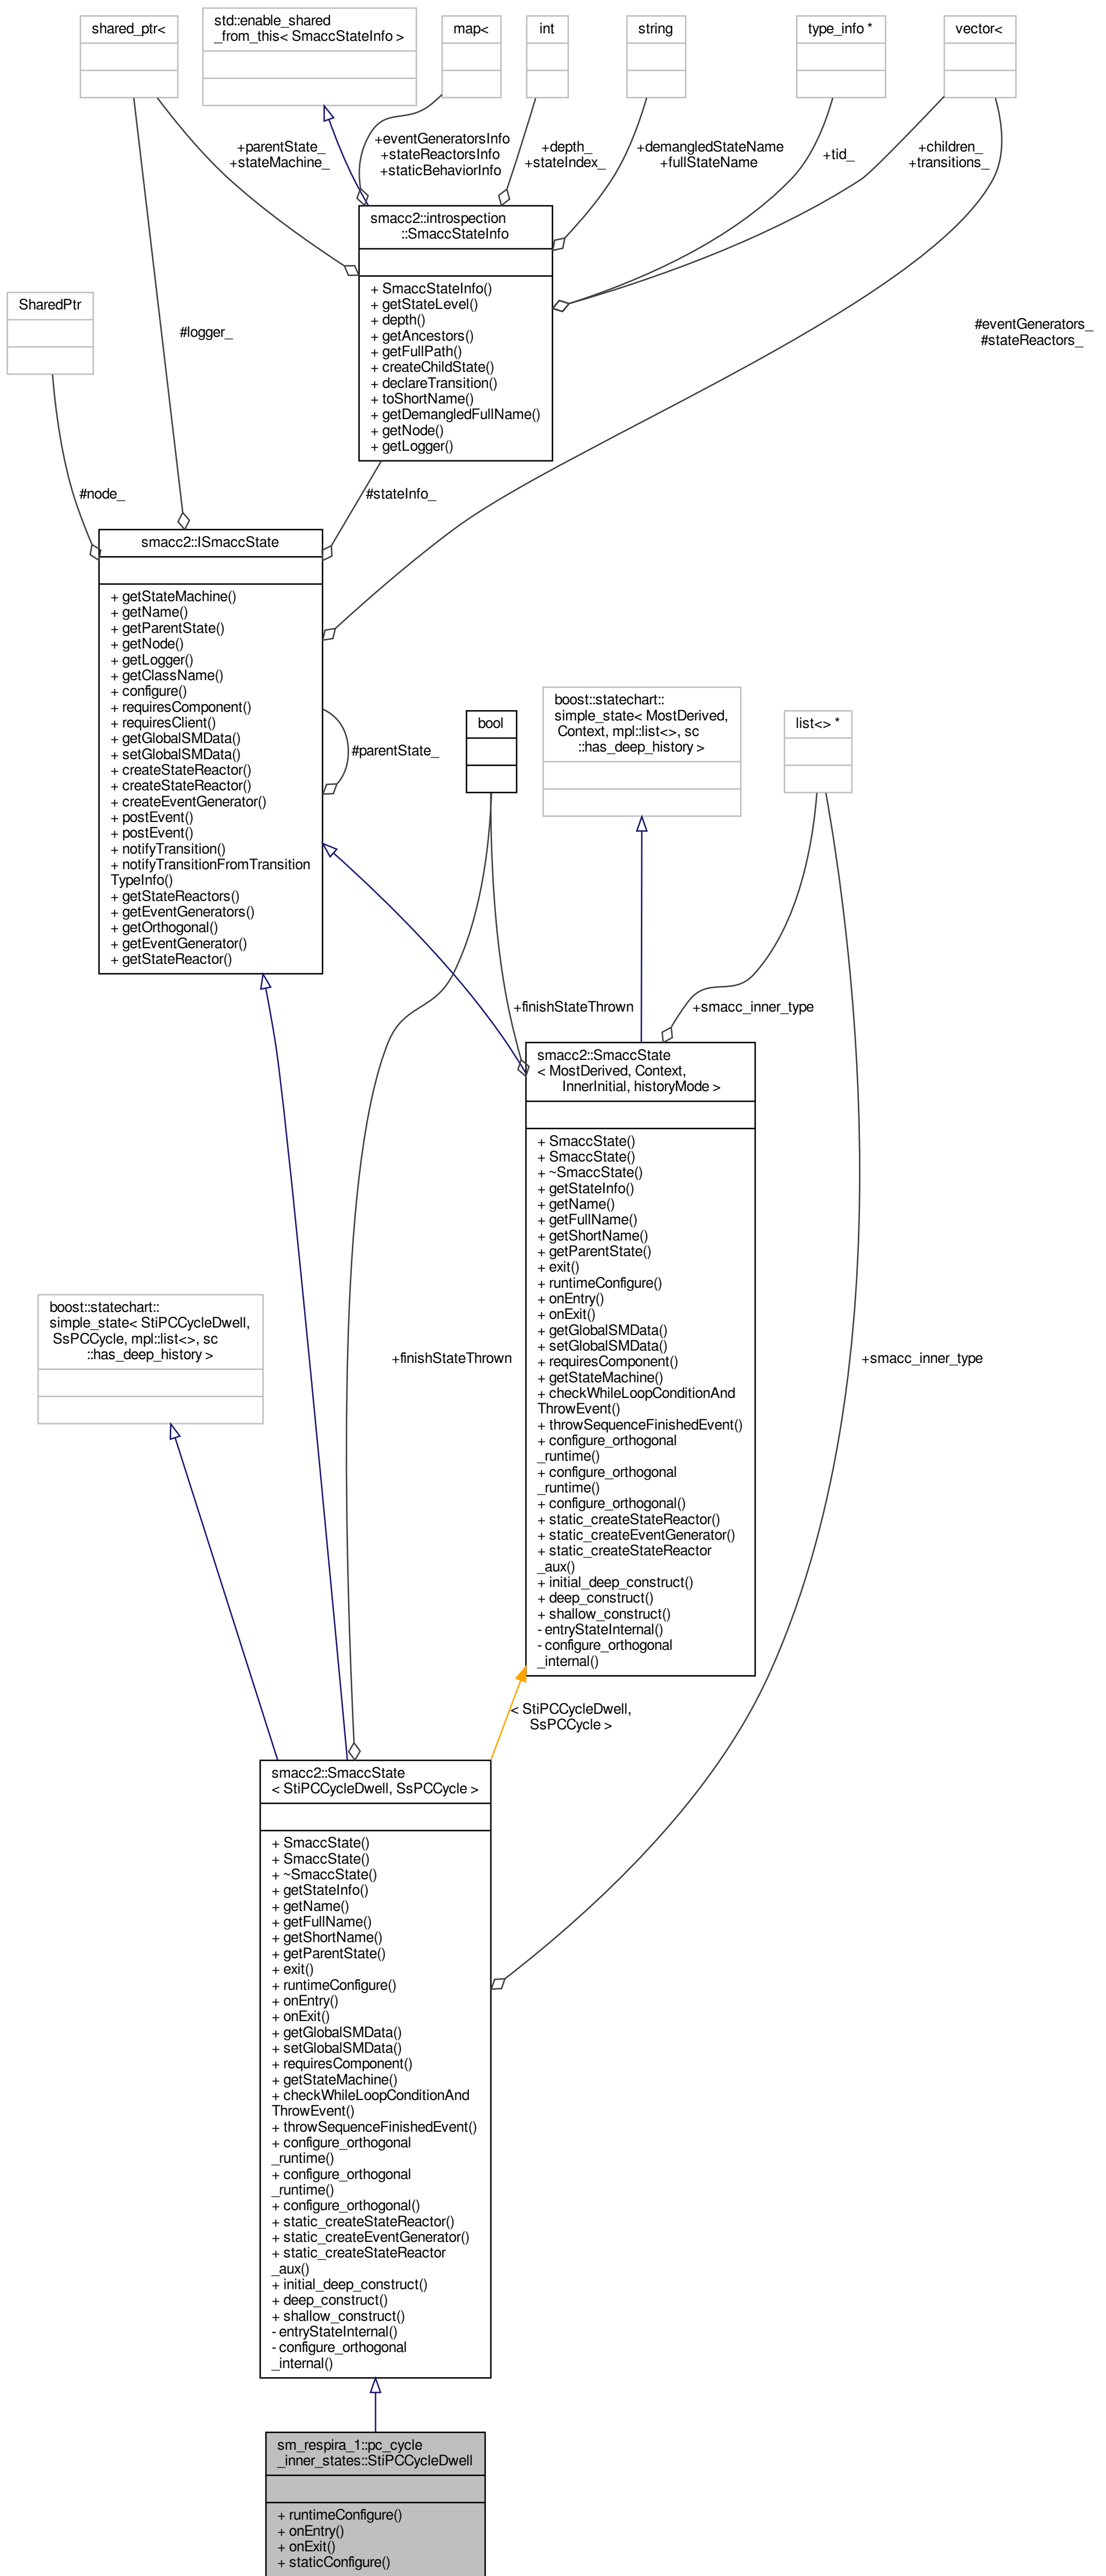 shared_ptr<
std::enable_shared
_from_this< SmaccStateInfo >
map<
int
string
type_info *
vector<
+parentState_
+stateMachine_
+eventGeneratorsInfo
+stateReactorsInfo
+staticBehaviorInfo
+depth_
+stateIndex_
+demangledStateName
+fullStateName
+tid_
+children_
+transitions_
smacc2::introspection
::SmaccStateInfo
+ SmaccStateInfo()
+ getStateLevel()
+ depth()
+ getAncestors()
+ getFullPath()
+ createChildState()
+ declareTransition()
+ toShortName()
+ getDemangledFullName()
+ getNode()
+ getLogger()
SharedPtr
#logger_
#eventGenerators_
#stateReactors_
#node_
#stateInfo_
smacc2::ISmaccState
+ getStateMachine()
+ getName()
+ getParentState()
+ getNode()
+ getLogger()
+ getClassName()
+ configure()
+ requiresComponent()
+ requiresClient()
+ getGlobalSMData()
+ setGlobalSMData()
+ createStateReactor()
+ createStateReactor()
+ createEventGenerator()
+ postEvent()
+ postEvent()
+ notifyTransition()
+ notifyTransitionFromTransition
TypeInfo()
+ getStateReactors()
+ getEventGenerators()
+ getOrthogonal()
+ getEventGenerator()
+ getStateReactor()
#parentState_
bool
boost::statechart::
simple_state< MostDerived,
Context, mpl::list<>, sc
::has_deep_history >
list<> *
+finishStateThrown
+smacc_inner_type
smacc2::SmaccState
< MostDerived, Context,
InnerInitial, historyMode >
+ SmaccState()
+ SmaccState()
+ ~SmaccState()
+ getStateInfo()
+ getName()
+ getFullName()
+ getShortName()
+ getParentState()
+ exit()
+ runtimeConfigure()
+ onEntry()
+ onExit()
+ getGlobalSMData()
+ setGlobalSMData()
+ requiresComponent()
+ getStateMachine()
+ checkWhileLoopConditionAnd
ThrowEvent()
+ throwSequenceFinishedEvent()
+ configure_orthogonal
_runtime()
+ configure_orthogonal
_runtime()
+ configure_orthogonal()
+ static_createStateReactor()
+ static_createEventGenerator()
+ static_createStateReactor
_aux()
+ initial_deep_construct()
+ deep_construct()
+ shallow_construct()
- entryStateInternal()
- configure_orthogonal
_internal()
boost::statechart::
simple_state< StiPCCycleDwell,
SsPCCycle, mpl::list<>, sc
::has_deep_history >
+finishStateThrown
+smacc_inner_type
< StiPCCycleDwell,
SsPCCycle >
smacc2::SmaccState
< StiPCCycleDwell, SsPCCycle >
+ SmaccState()
+ SmaccState()
+ ~SmaccState()
+ getStateInfo()
+ getName()
+ getFullName()
+ getShortName()
+ getParentState()
+ exit()
+ runtimeConfigure()
+ onEntry()
+ onExit()
+ getGlobalSMData()
+ setGlobalSMData()
+ requiresComponent()
+ getStateMachine()
+ checkWhileLoopConditionAnd
ThrowEvent()
+ throwSequenceFinishedEvent()
+ configure_orthogonal
_runtime()
+ configure_orthogonal
_runtime()
+ configure_orthogonal()
+ static_createStateReactor()
+ static_createEventGenerator()
+ static_createStateReactor
_aux()
+ initial_deep_construct()
+ deep_construct()
+ shallow_construct()
- entryStateInternal()
- configure_orthogonal
_internal()
sm_respira_1::pc_cycle
_inner_states::StiPCCycleDwell
+ runtimeConfigure()
+ onEntry()
+ onExit()
+ staticConfigure()